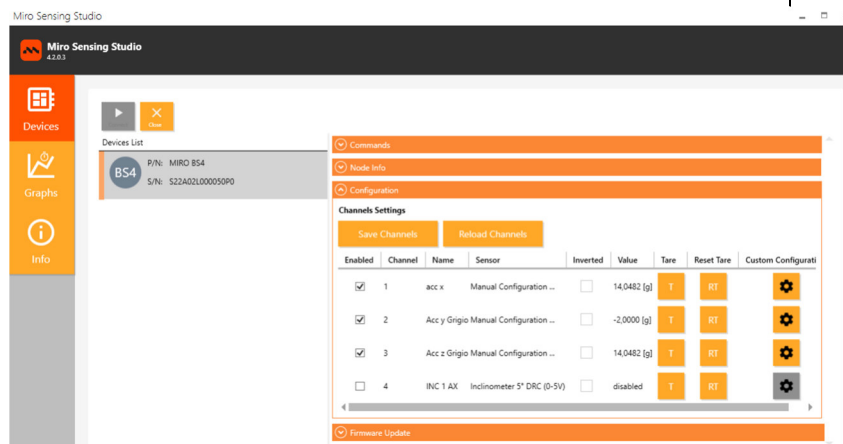 Miro Sensing Studio
Miro Sensing Studio
4.2.0.3
Devices
Graphs
Info
Close
Devices List
BS4
P/N: MIRO BS4
S/N: S22A02L000050P0
Commands
Node Info
Configuration
Channels Settings
Save Channels Reload Channels
Enabled Channel Name Sensor Inverted Value Tare Reset Tare Custom Configurati
1 acc x Manual Configuration ... 14,0482 [g] T RT
2 Acc y Grigio Manual Configuration ... -2,0000 [g] T RT
3 Acc z Grigio Manual Configuration ... 14,0482 [g] T RT
4 INC 1 AX Inclinometer 5° DRC (0-5V) disabled T RT
Firmware Update